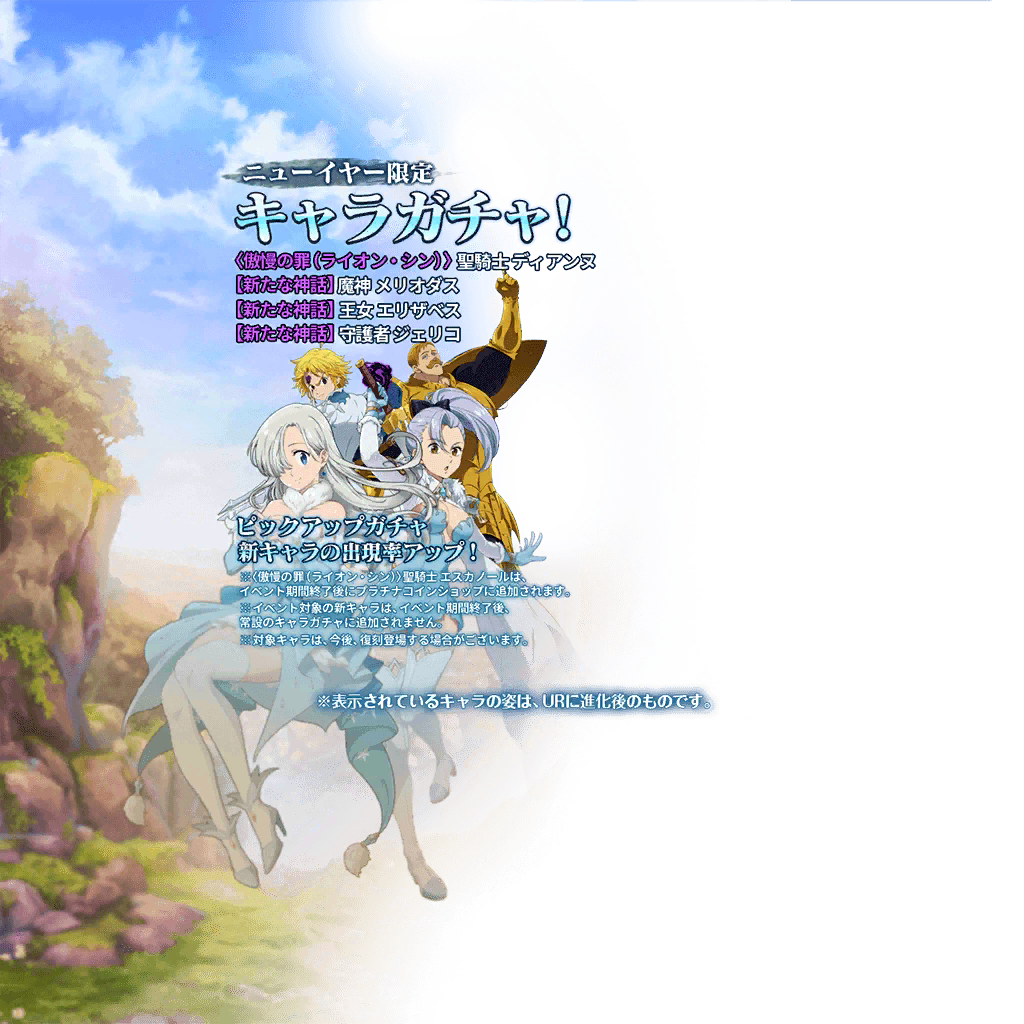 ニューイヤー限定
キャラガチャ!
〈傲慢の罪(ライオン・シン)〉聖騎士 ディアンヌ
【新たな神話】魔神 メリオダス
【新たな神話】王女 エリザベス
【新たな神話】守護者 ジェリコ
ピックアップガチャ
新キャラの出現率アップ!
※〈傲慢の罪(ライオン・シン)〉聖騎士 エスカノールは、
イベント期間終了後にプラチナコインショップに追加されます。
※イベント対象の新キャラは、イベント期間終了後、
常設のキャラガチャに追加されません。
※対象キャラは、今後、復刻登場する場合がございます。
※表示されているキャラの姿は、URに進化後のものです。